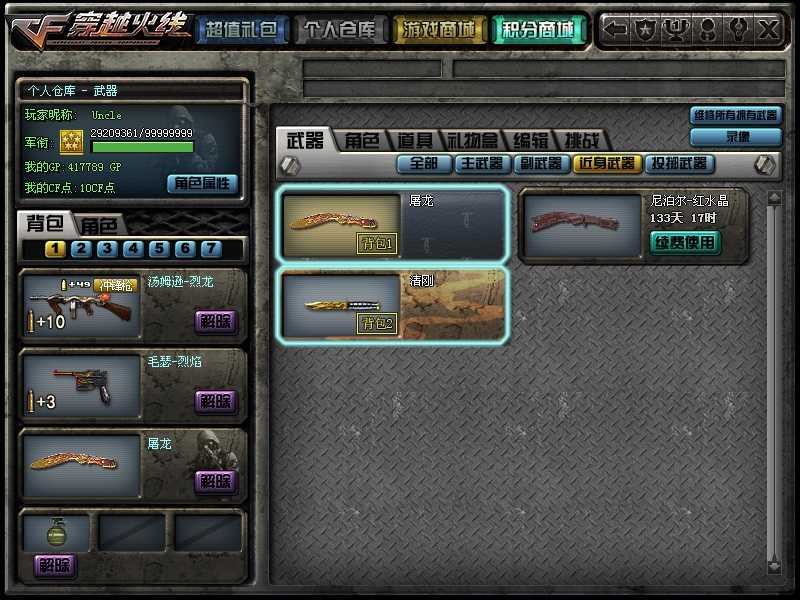 CF 穿越火线 超值礼包 个人仓库 游戏商城 积分商城
个人仓库 - 武器
玩家昵称: Uncle
军衔: 29209361/99999999
我的GP:417789 GP
我的CF点:10CF点
角色属性
维修所有拥有武器
录像
武器 角色 道具 礼物盒 编辑 挑战
全部 主武器 副武器 近身武器 投掷武器
背包 角色
1 2 3 4 5 6 7
+49 冲锋枪 汤姆逊-烈龙
+10 解除
毛瑟-烈焰
+3 解除
屠龙
解除
解除
屠龙
背包1
尼泊尔-红水晶
133天 17时
续费使用
清刚
背包2